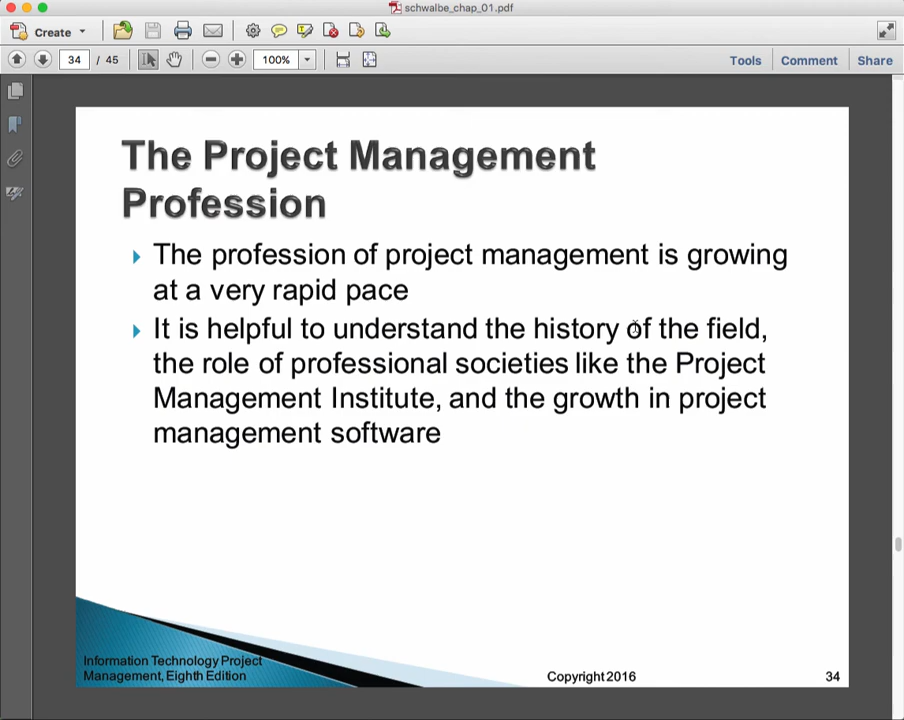 schwalbe_chap_01.pdf
Create
34 / 45
100%
Tools Comment Share
The Project Management
Profession
The profession of project management is growing
at a very rapid pace
It is helpful to understand the history of the field,
the role of professional societies like the Project
Management Institute, and the growth in project
management software
Information Technology Project
Management, Eighth Edition
Copyright 2016
34